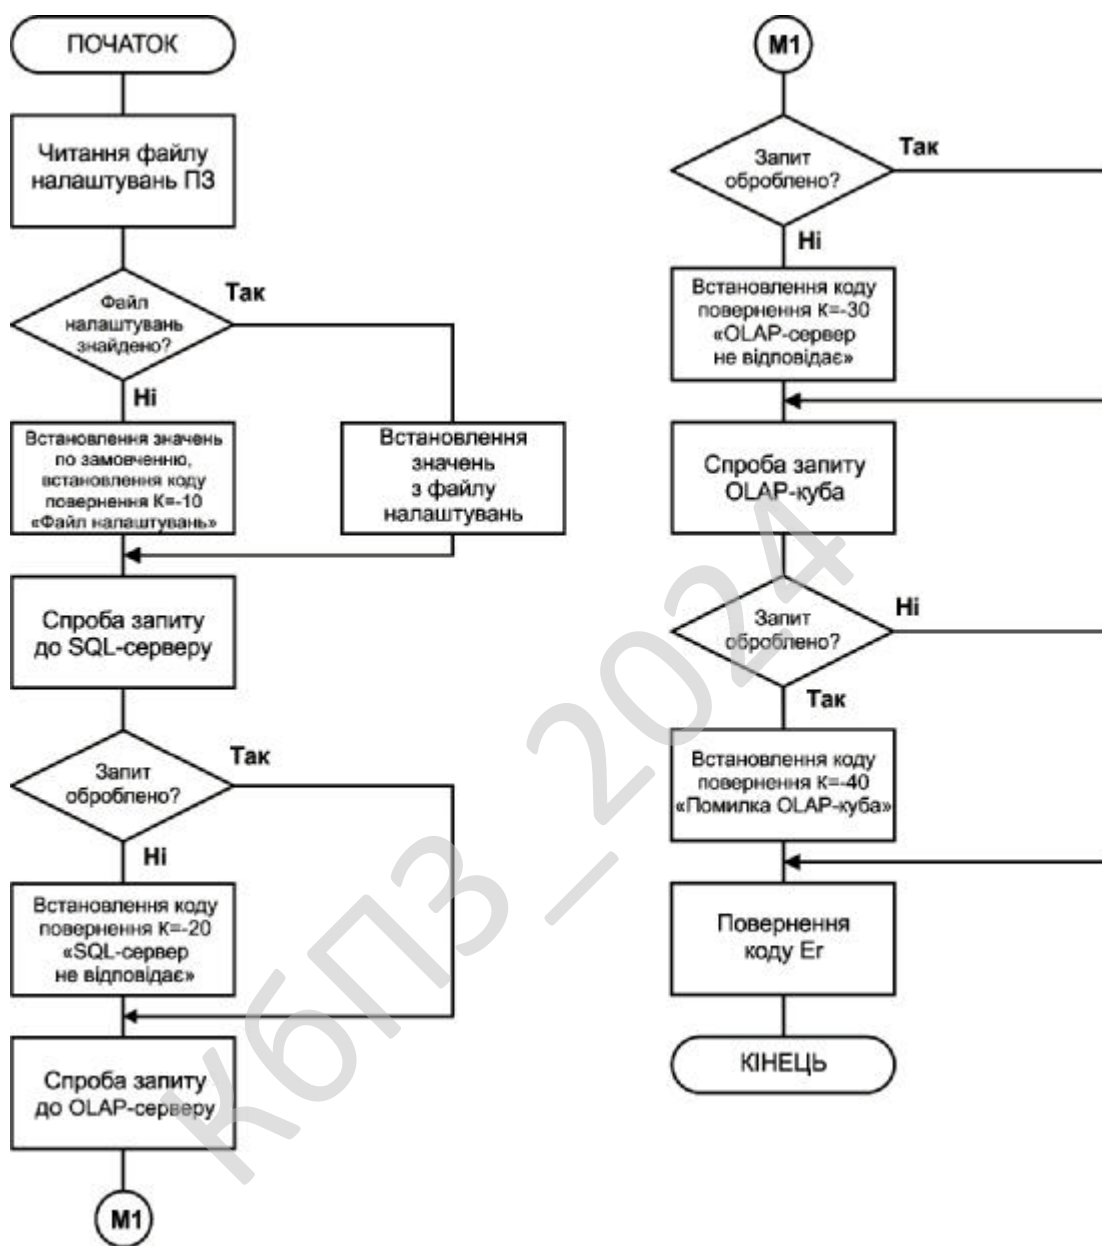 ПОЧАТОК
Читання файлу
налаштувань ПЗ
Файл
налаштувань
знайдено?
Так
Ні
Встановлення значень
по замовченню,
встановлення коду
повернення К=-10
«Файл налаштувань»
Встановлення
значень
з файлу
налаштувань
Спроба запиту
до SQL-серверу
Запит
оброблено?
Так
Ні
Встановлення коду
повернення К=-20
«SQL-сервер
не відповідає»
Спроба запиту
до OLAP-серверу
М1
М1
Запит
оброблено?
Так
Ні
Встановлення коду
повернення К=-30
«OLAP-сервер
не відповідає»
Спроба запиту
OLAP-куба
Запит
оброблено?
Ні
Так
Встановлення коду
повернення К=-40
«Помилка OLAP-куба»
Повернення
коду Er
КІНЕЦЬ
КбПЗ_2024